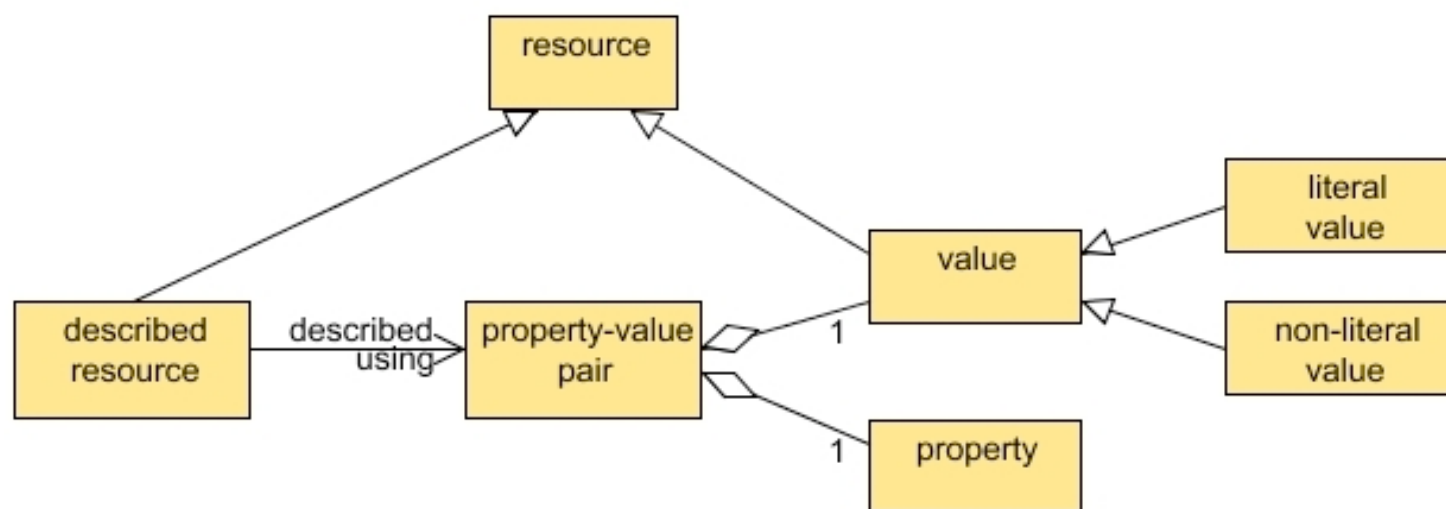 resource
literal
value
value
described
resource
described
using
property-value
pair
1
non-literal
value
1
property